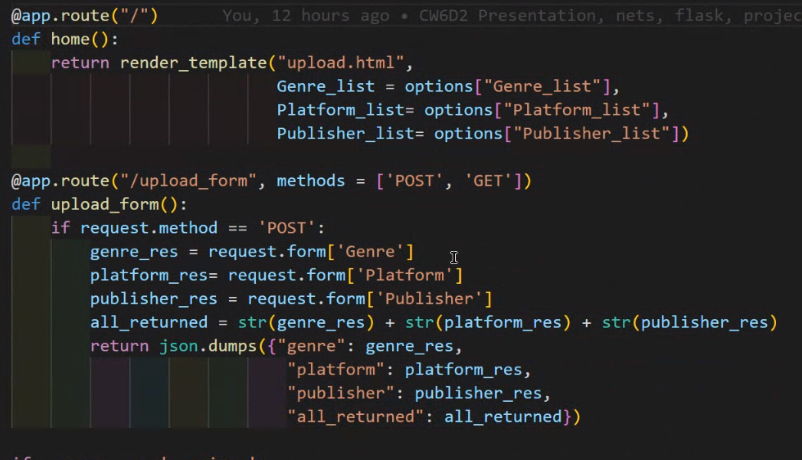 @app.route("/") You, 12 hours ago • CW6D2 Presentation, nets, flask, projec
def home():
    return render_template("upload.html",
                           Genre_list = options["Genre_list"],
                           Platform_list= options["Platform_list"],
                           Publisher_list= options["Publisher_list"])
@app.route("/upload_form", methods = ['POST', 'GET'])
def upload_form():
    if request.method == 'POST':
        genre_res = request.form['Genre']
        platform_res= request.form['Platform']
        publisher_res = request.form['Publisher']
        all_returned = str(genre_res) + str(platform_res) + str(publisher_res)
        return json.dumps({"genre": genre_res,
                            "platform": platform_res,
                            "publisher": publisher_res,
                            "all_returned": all_returned})